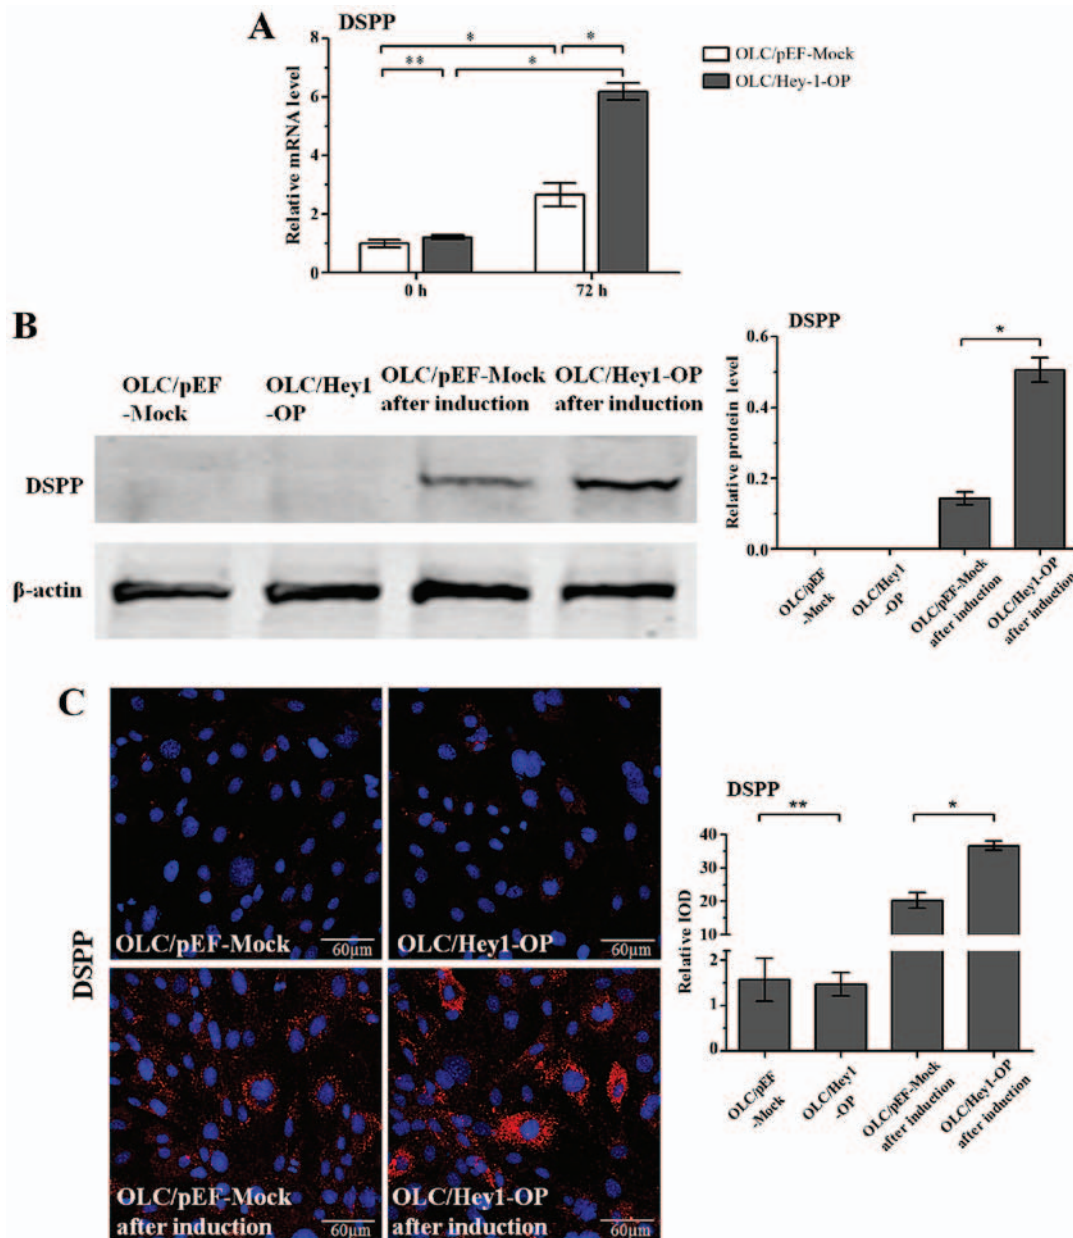 A
DSPP
Relative mRNA level
8
6
4
2
0
*
*
**
*
0 h
72 h
OLC/pEF-Mock
OLC/Hey-1-OP
B
OLC/pEF
-Mock
OLC/Hey1
-OP
OLC/pEF-Mock
after induction
OLC/Hey1-OP
after induction
DSPP
β-actin
DSPP
*
Relative protein level
0.6
0.4
0.2
0.0
OLC/pEF
-Mock
OLC/Hey1
-OP
OLC/pEF-Mock
after induction
OLC/Hey1-OP
after induction
C
DSPP
OLC/pEF-Mock
60μm
OLC/Hey1-OP
60μm
OLC/pEF-Mock
after induction
60μm
OLC/Hey1-OP
after induction
60μm
DSPP
**
*
Relative IOD
40
30
20
10
2
1
0
OLC/pEF
-Mock
OLC/Hey1
-OP
OLC/pEF-Mock
after induction
OLC/Hey1-OP
after induction